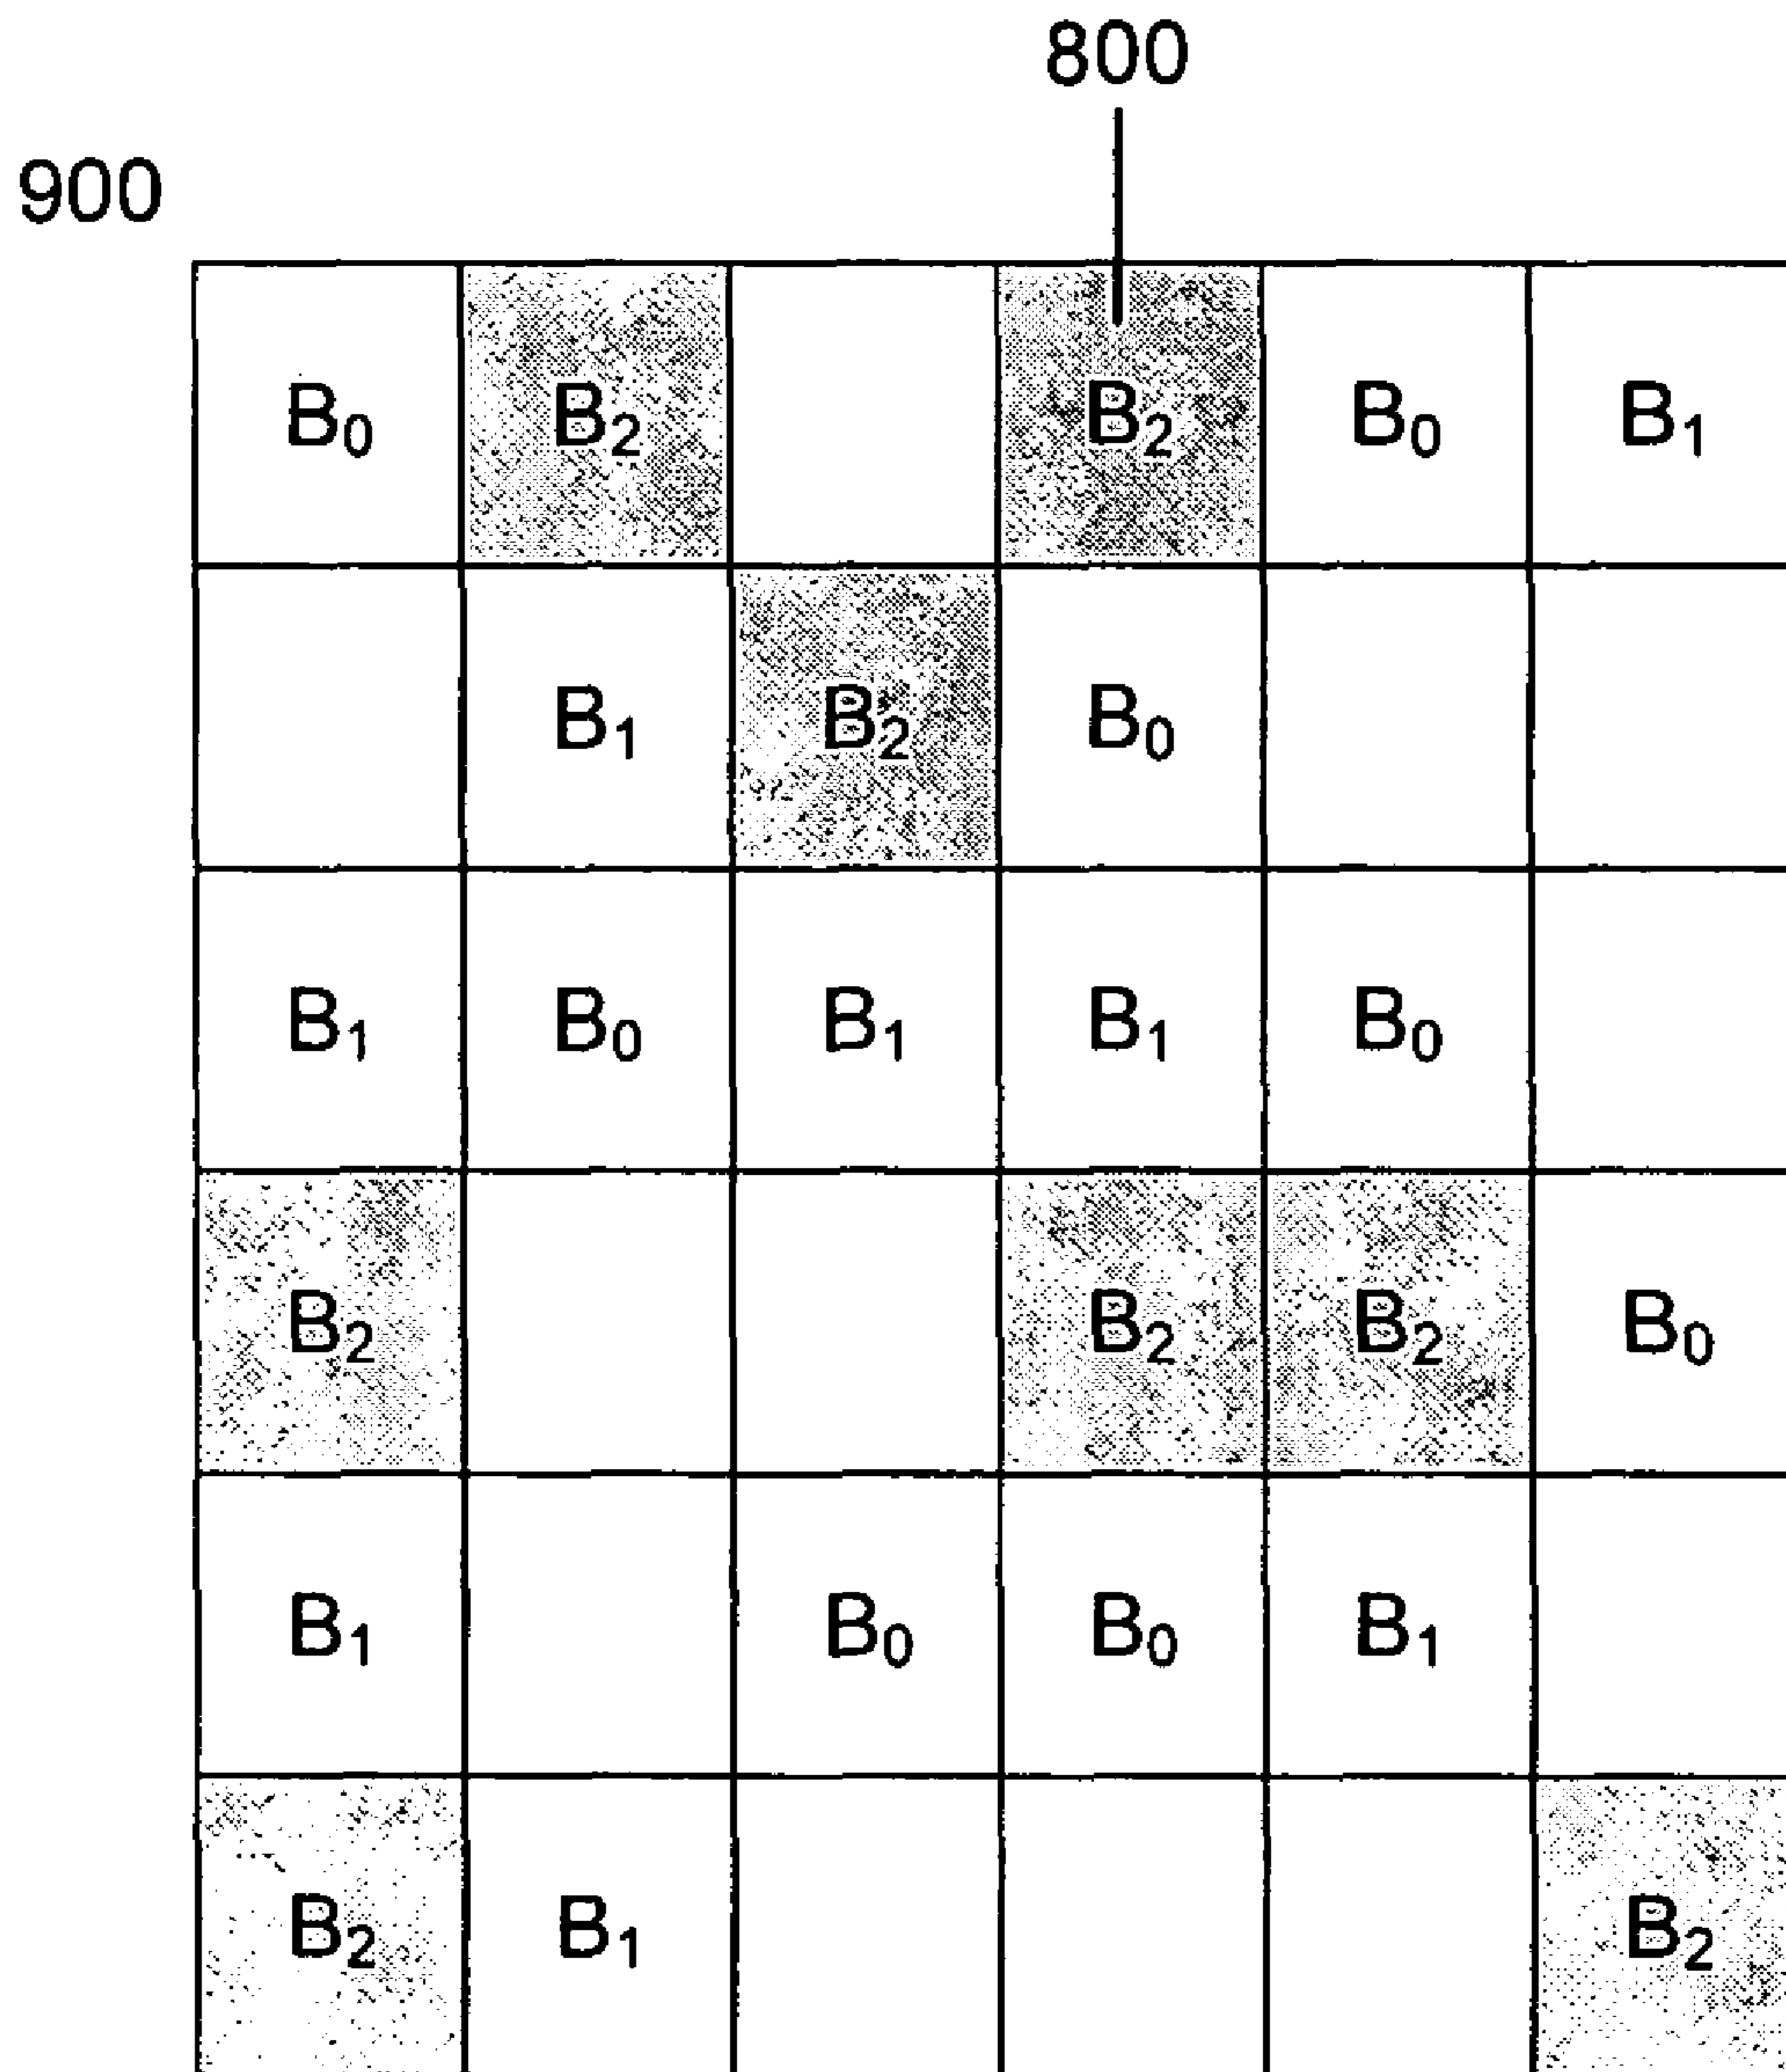 800
900
B₀ B₂ B₂ B₀ B₁
B₁ B₂ B₀
B₁ B₀ B₁ B₁ B₀
B₂ B₂ B₂ B₀
B₁ B₀ B₀ B₁
B₂ B₁ B₂